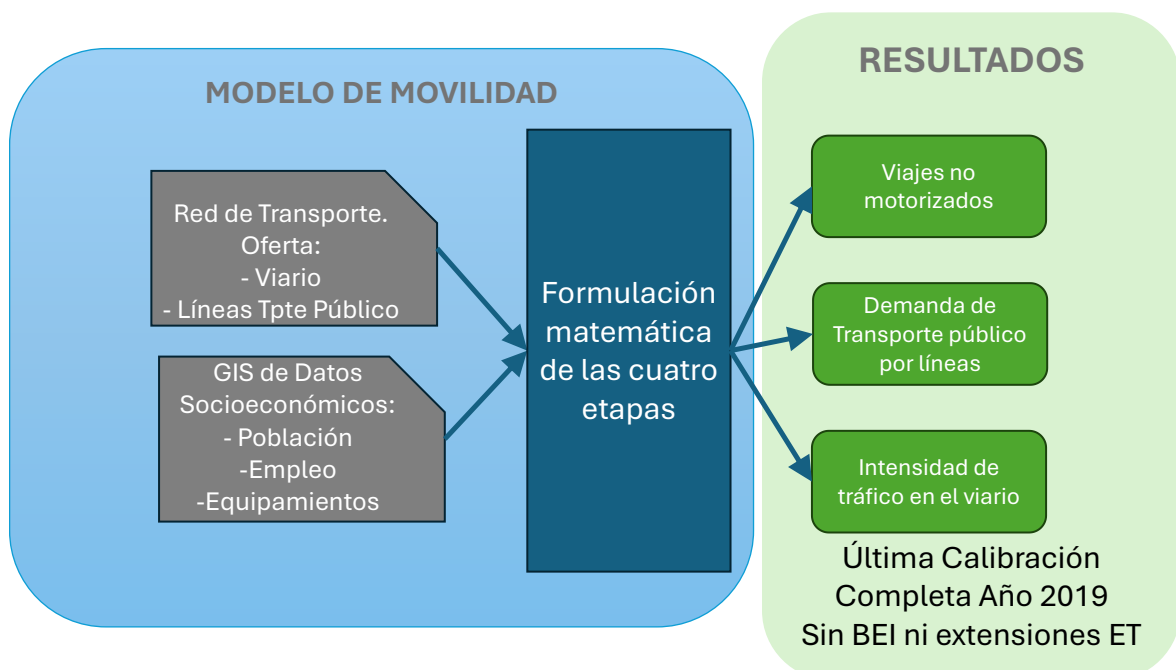 MODELO DE MOVILIDAD
Red de Transporte.
Oferta:
- Viario
- Líneas Tpte Público
GIS de Datos
Socioeconómicos:
- Población
-Empleo
-Equipamientos
Formulación
matemática
de las cuatro
etapas
RESULTADOS
Viajes no
motorizados
Demanda de
Transporte público
por líneas
Intensidad de
tráfico en el viario
Última Calibración
Completa Año 2019
Sin BEI ni extensiones ET